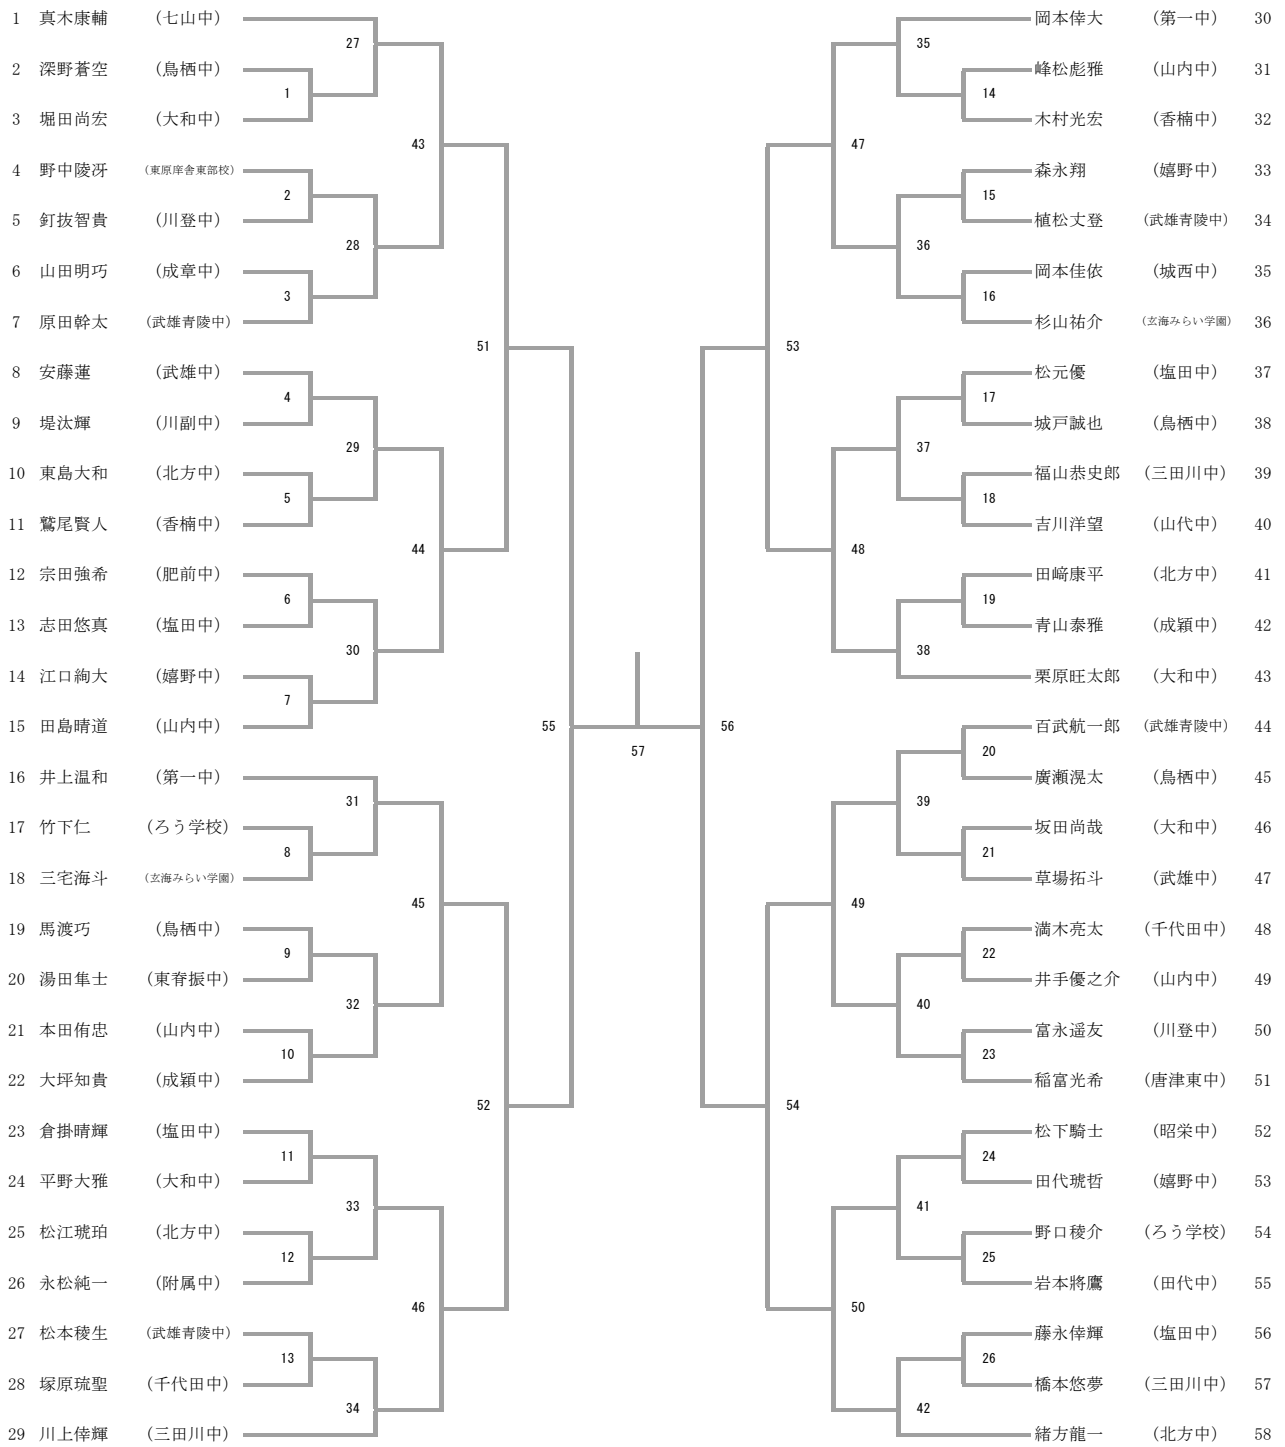 1 真木康輔 （七山中）
2 深野蒼空 （鳥栖中）
3 堀田尚宏 （大和中）
4 野中陵冴 （東原庠舎東部校）
5 釘抜智貴 （川登中）
6 山田明巧 （成章中）
7 原田幹太 （武雄青陵中）
8 安藤蓮 （武雄中）
9 堤汰輝 （川副中）
10 東島大和 （北方中）
11 鷲尾賢人 （香楠中）
12 宗田強希 （肥前中）
13 志田悠真 （塩田中）
14 江口絢大 （嬉野中）
15 田島晴道 （山内中）
16 井上温和 （第一中）
17 竹下仁 （ろう学校）
18 三宅海斗 （玄海みらい学園）
19 馬渡巧 （鳥栖中）
20 湯田隼士 （東脊振中）
21 本田侑忠 （山内中）
22 大坪知貴 （成穎中）
23 倉掛晴輝 （塩田中）
24 平野大雅 （大和中）
25 松江琥珀 （北方中）
26 永松純一 （附属中）
27 松本稜生 （武雄青陵中）
28 塚原琉聖 （千代田中）
29 川上倖輝 （三田川中）
1
2
3
4
5
6
7
8
9
10
11
12
13
27
28
29
30
31
32
33
34
43
44
45
46
51
52
55
57
56
53
54
47
48
49
50
35
36
37
38
39
40
41
42
14
15
16
17
18
19
20
21
22
23
24
25
26
岡本倖大 （第一中） 30
峰松彪雅 （山内中） 31
木村光宏 （香楠中） 32
森永翔 （嬉野中） 33
植松丈登 （武雄青陵中） 34
岡本佳依 （城西中） 35
杉山祐介 （玄海みらい学園） 36
松元優 （塩田中） 37
城戸誠也 （鳥栖中） 38
福山恭史郎 （三田川中） 39
吉川洋望 （山代中） 40
田﨑康平 （北方中） 41
青山泰雅 （成穎中） 42
栗原旺太郎 （大和中） 43
百武航一郎 （武雄青陵中） 44
廣瀬滉太 （鳥栖中） 45
坂田尚哉 （大和中） 46
草場拓斗 （武雄中） 47
満木亮太 （千代田中） 48
井手優之介 （山内中） 49
富永遥友 （川登中） 50
稲富光希 （唐津東中） 51
松下騎士 （昭栄中） 52
田代琥哲 （嬉野中） 53
野口稜介 （ろう学校） 54
岩本將鷹 （田代中） 55
藤永倖輝 （塩田中） 56
橋本悠夢 （三田川中） 57
緒方龍一 （北方中） 58